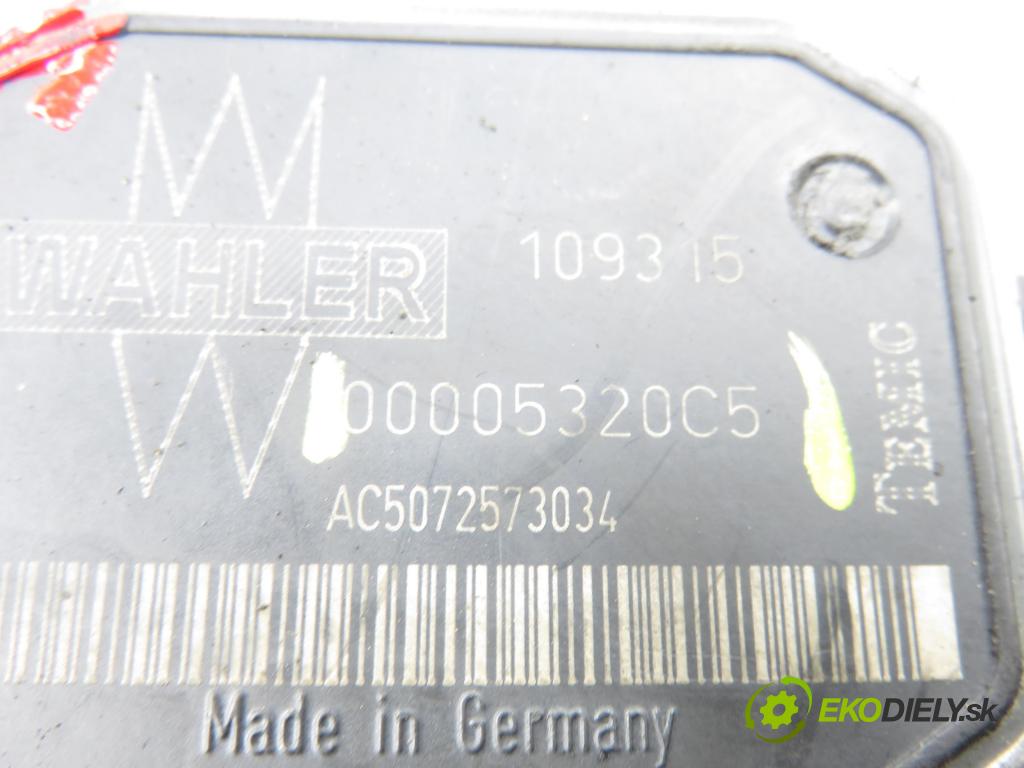 WAHLER
109315
00005320C5
TEMIC
AC5072573034
Made in Germany
EKODIELY.sk